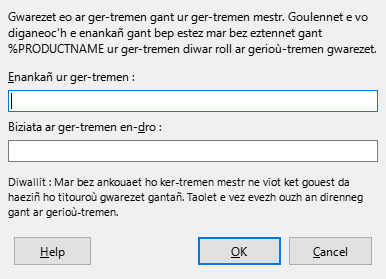 Gwarezet eo ar ger-tremen gant ur ger-tremen mestr. Goulennet e vo
diganeoc'h e enankañ gant bep estez mar bez eztennet gant
%PRODUCTNAME ur ger-tremen diwar roll ar gerioù-tremen gwarezet.
Enankañ ur ger-tremen :
Biziata ar ger-tremen en-dro :
Diwallit : Mar bez ankouaet ho ker-tremen mestr ne viot ket gouest da
haeziñ ho titouroù gwarezet gantañ. Taolet e vez evezh ouzh an direnneg
gant ar gerioù-tremen.
Help
OK
Cancel